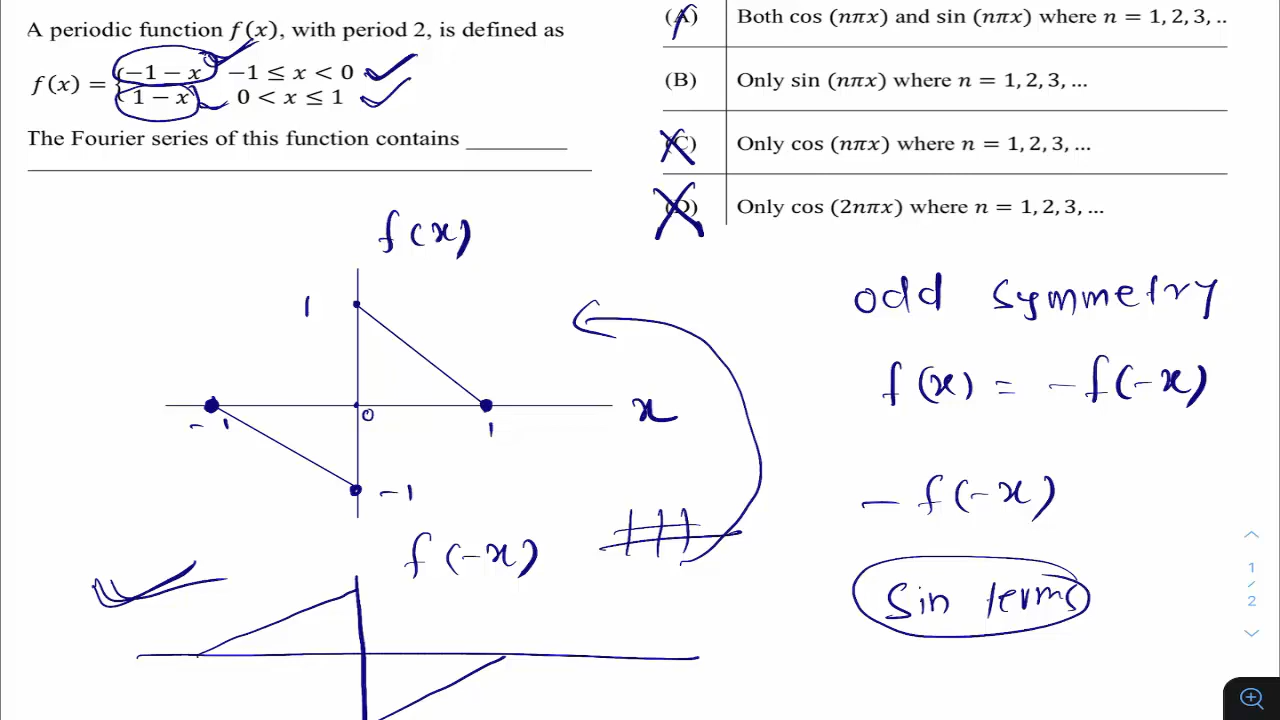 A periodic function f(x), with period 2, is defined as
f(x) = { −1 − x −1 ≤ x < 0
1 − x 0 < x ≤ 1
The Fourier series of this function contains ________
(A) Both cos (nπx) and sin (nπx) where n = 1, 2, 3, ..
(B) Only sin (nπx) where n = 1, 2, 3, …
(C) Only cos (nπx) where n = 1, 2, 3, …
(D) Only cos (2nπx) where n = 1, 2, 3, …
f(x)
1
-1 0 1 x
-1
f(-x)
odd symmetry
f(x) = -f(-x)
- f(-x)
Sin terms
1
/
2